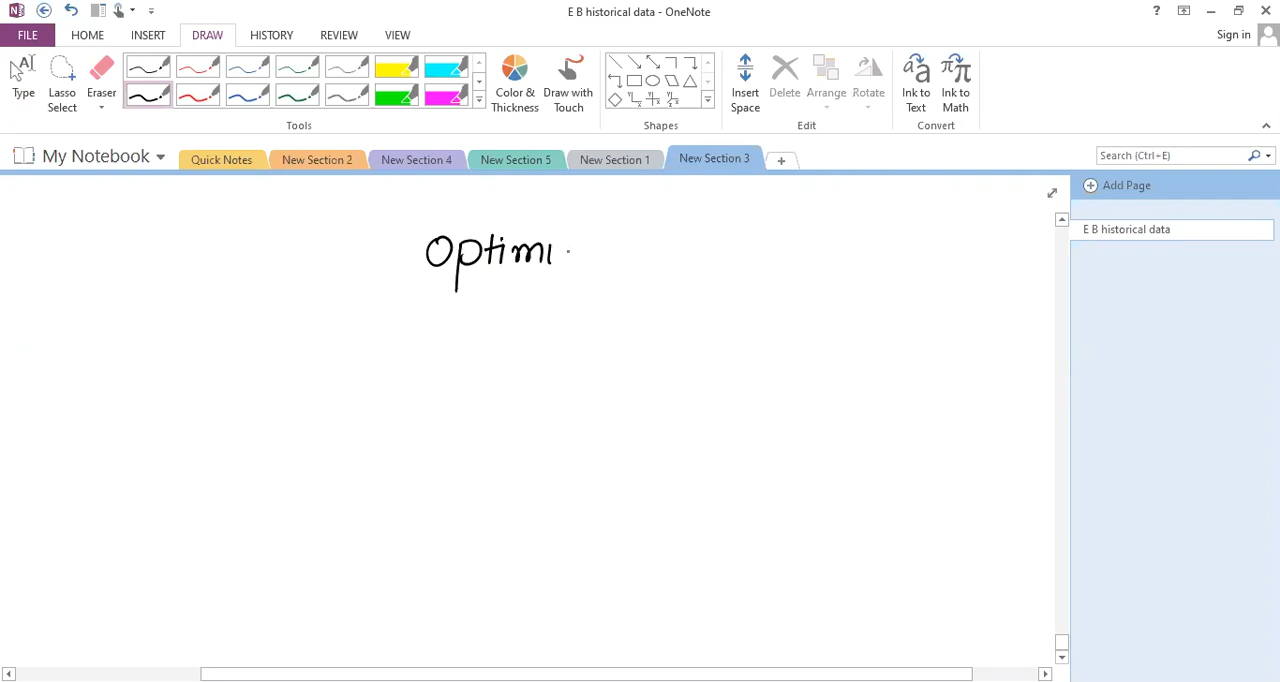 E B historical data - OneNote
?
FILE HOME INSERT DRAW HISTORY REVIEW VIEW
Sign in
Type
Lasso Select
Eraser
Color & Thickness
Draw with Touch
Insert Space
Delete
Arrange
Rotate
Ink to Text
Ink to Math
Tools Shapes Edit Convert
My Notebook Quick Notes New Section 2 New Section 4 New Section 5 New Section 1 New Section 3
Search (Ctrl+E)
Add Page
E B historical data
Optimi